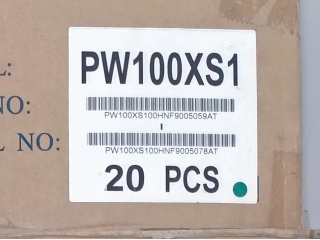 PW100XS1
L:
NO:
L NO:
PW100XS100HNF9005059AT
PW100XS100HNF9005078AT
20 PCS